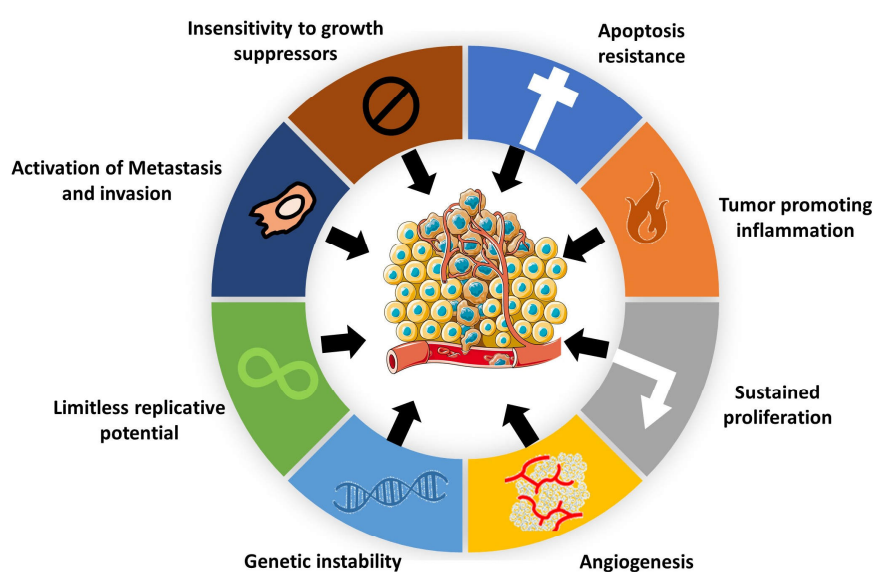 Insensitivity to growth
suppressors
Apoptosis
resistance
Activation of Metastasis
and invasion
Tumor promoting
inflammation
Limitless replicative
potential
Sustained
proliferation
Genetic instability
Angiogenesis